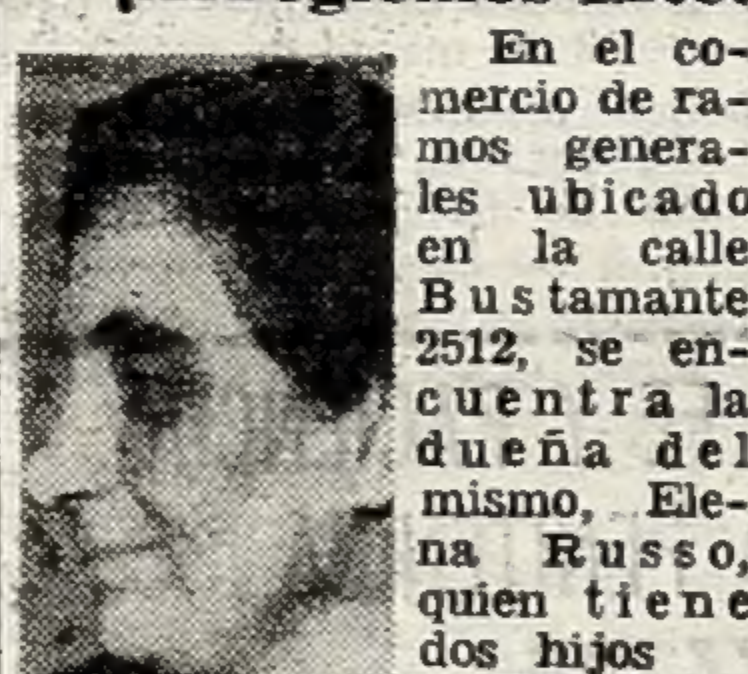 En el co-
mercio de ra-
mos genera-
les ubicado
en la calle
Bustamante
2512, se en-
cuentra la
dueña del
mismo, Ele-
na Russo,
quien tiene
dos hijos